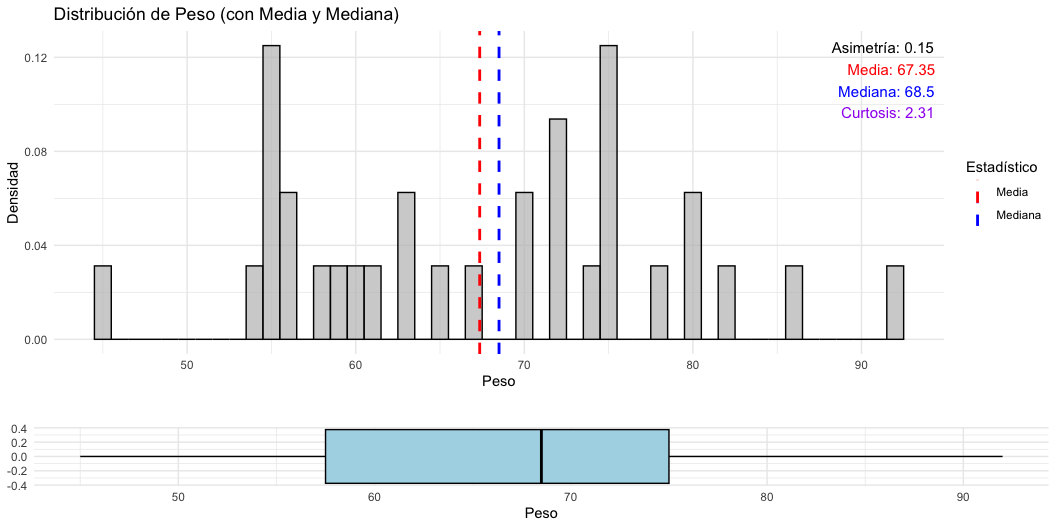 Distribución de Peso (con Media y Mediana)
Asimetría: 0.15
Media: 67.35
Mediana: 68.5
Curtosis: 2.31
0.12
0.08
0.04
0.00
Densidad
50 60 70 80 90
Peso
Estadístico
Media
Mediana
0.4
0.2
0.0
-0.2
-0.4
50 60 70 80 90
Peso